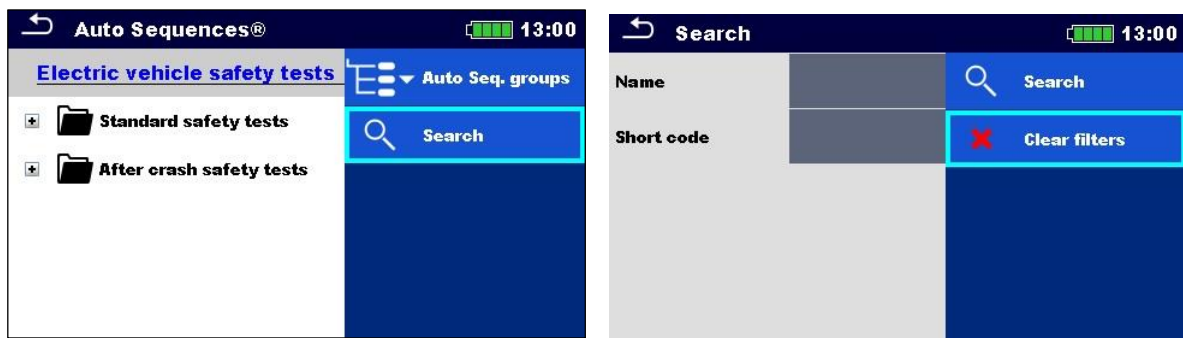 Auto Sequences®
13:00
Electric vehicle safety tests
Auto Seq. groups
Standard safety tests
Search
After crash safety tests
Search
13:00
Name
Search
Short code
Clear filters